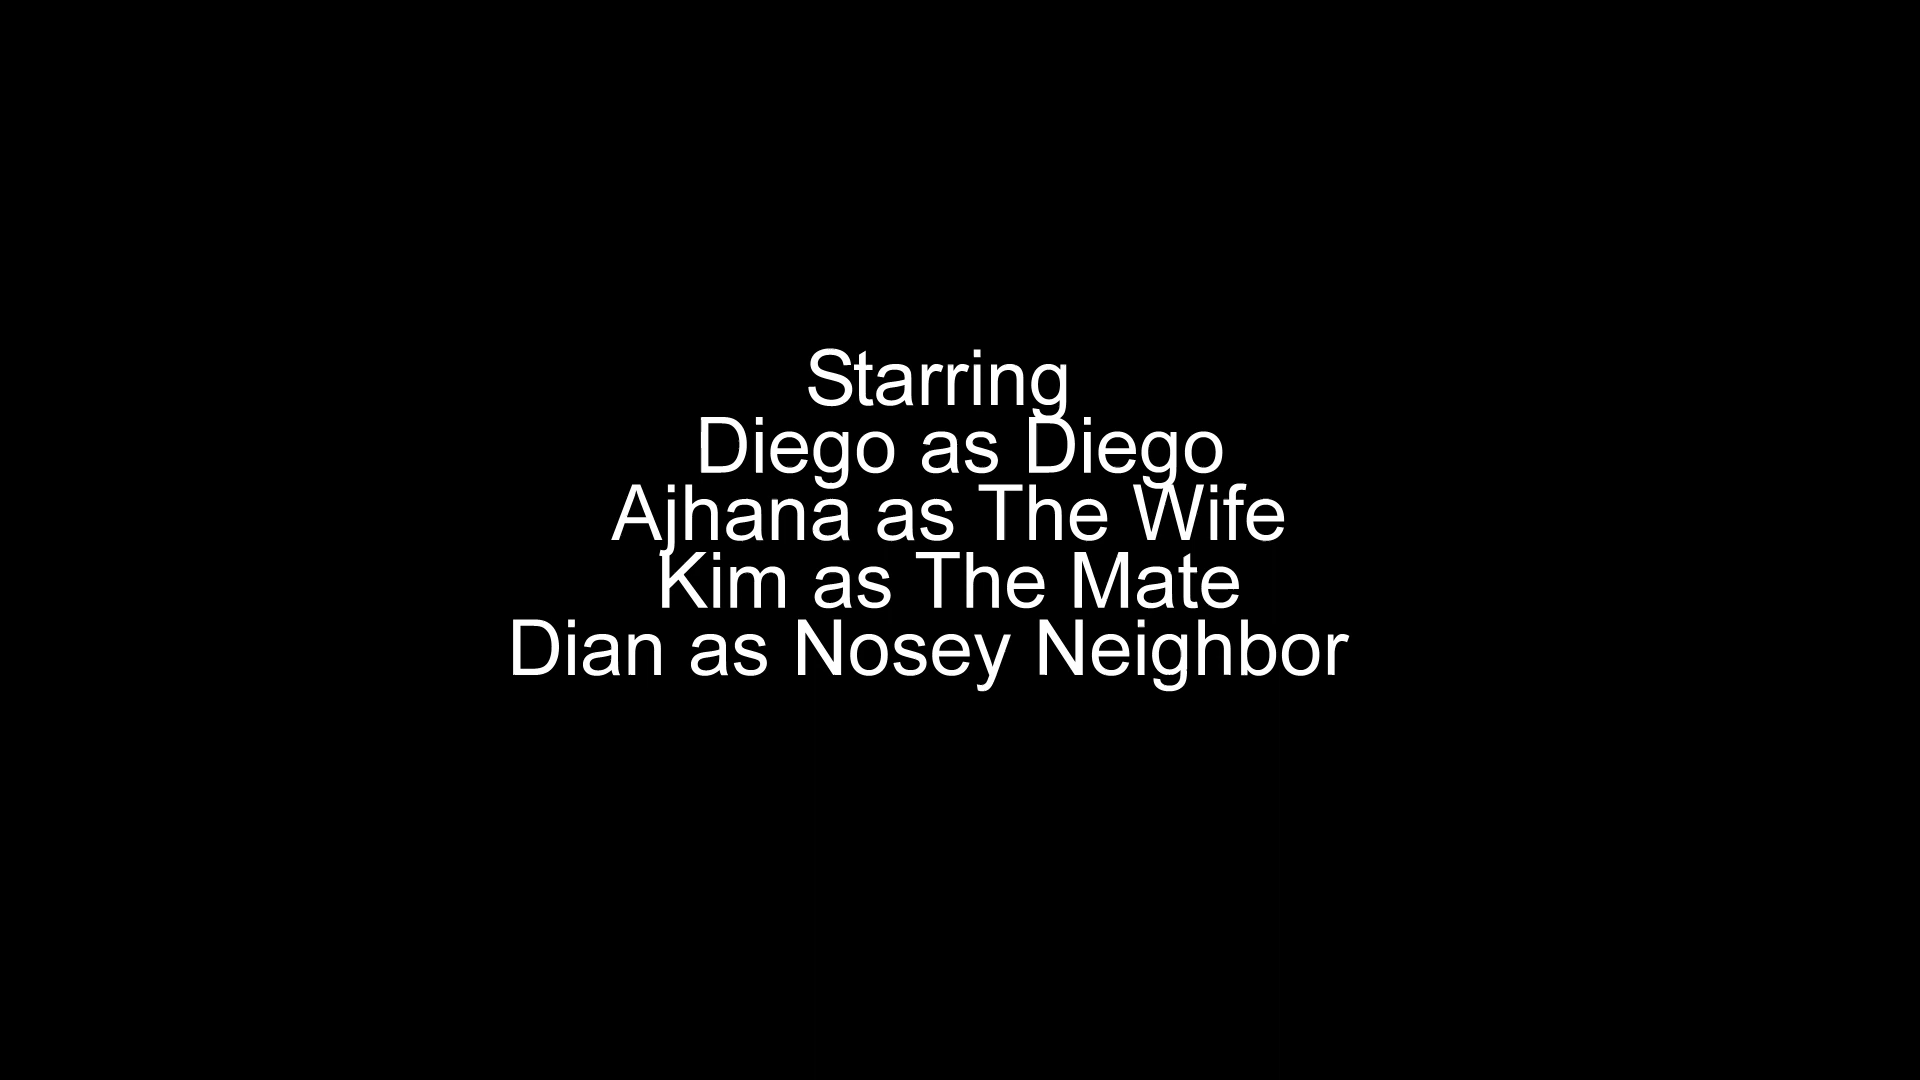 Starring
Diego as Diego
Ajhana as The Wife
Kim as The Mate
Dian as Nosey Neighbor